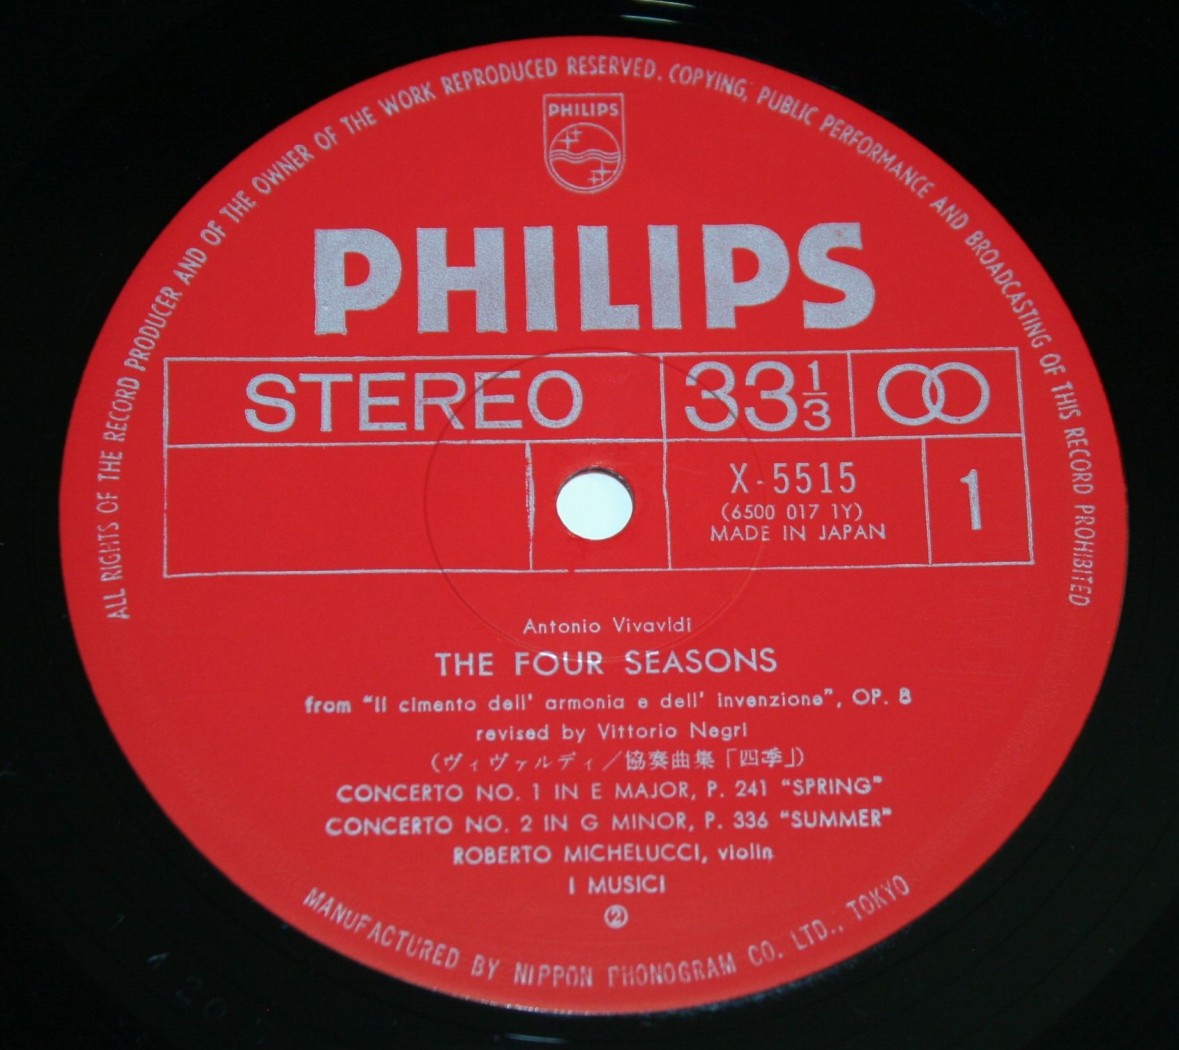 ALL RIGHTS OF THE RECORD PRODUCER AND OF THE OWNER OF THE WORK REPRODUCED RESERVED. COPYING, PUBLIC PERFORMANCE AND BROADCASTING OF THIS RECORD PROHIBITED
PHILIPS
PHILIPS
STEREO 33 1/3
X-5515 1
(6500 017 1Y)
MADE IN JAPAN
Antonio Vivavldi
THE FOUR SEASONS
from "Il cimento dell' armonia e dell' invenzione", OP. 8
revised by Vittorio Negri
(ヴィヴァルディ/協奏曲集「四季」)
CONCERTO NO. 1 IN E MAJOR, P. 241 "SPRING"
CONCERTO NO. 2 IN G MINOR, P. 336 "SUMMER"
ROBERTO MICHELUCCI, violin
I MUSICI
②
MANUFACTURED BY NIPPON PHONOGRAM CO. LTD., TOKYO